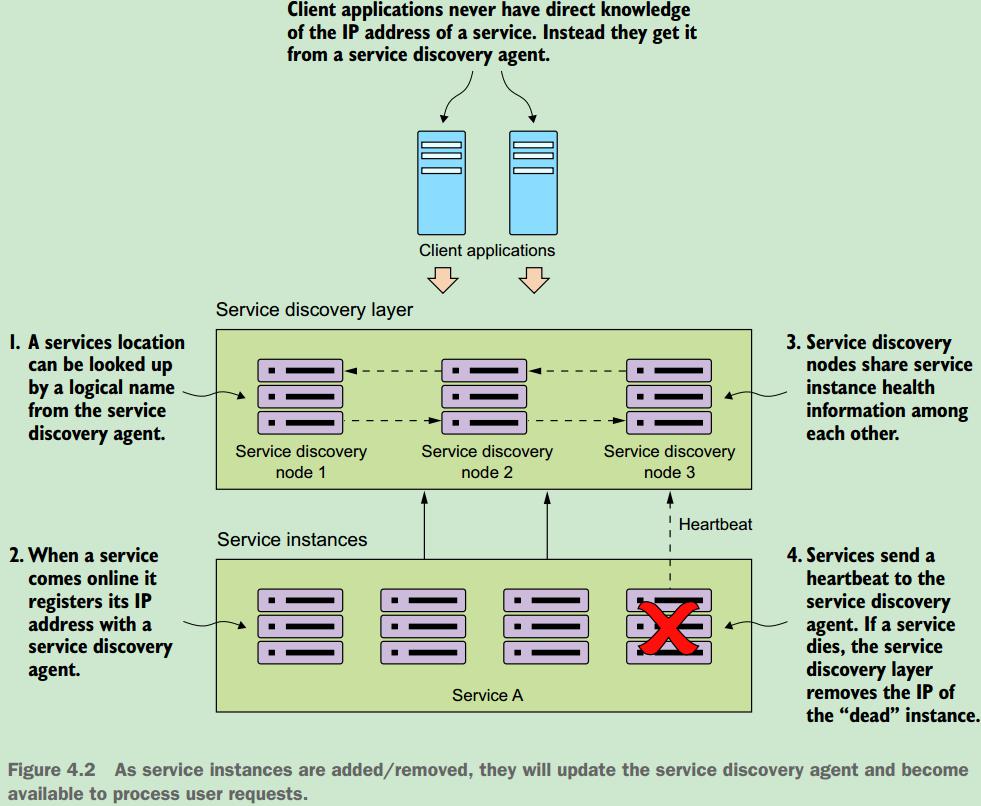 Client applications never have direct knowledge
of the IP address of a service. Instead they get it
from a service discovery agent.
Client applications
Service discovery layer
1. A services location
can be looked up
by a logical name
from the service
discovery agent.
Service discovery
node 1
Service discovery
node 2
Service discovery
node 3
3. Service discovery
nodes share service
instance health
information among
each other.
Heartbeat
Service instances
2. When a service
comes online it
registers its IP
address with a
service discovery
agent.
Service A
4. Services send a
heartbeat to the
service discovery
agent. If a service
dies, the service
discovery layer
removes the IP of
the “dead” instance.
Figure 4.2 As service instances are added/removed, they will update the service discovery agent and become
available to process user requests.